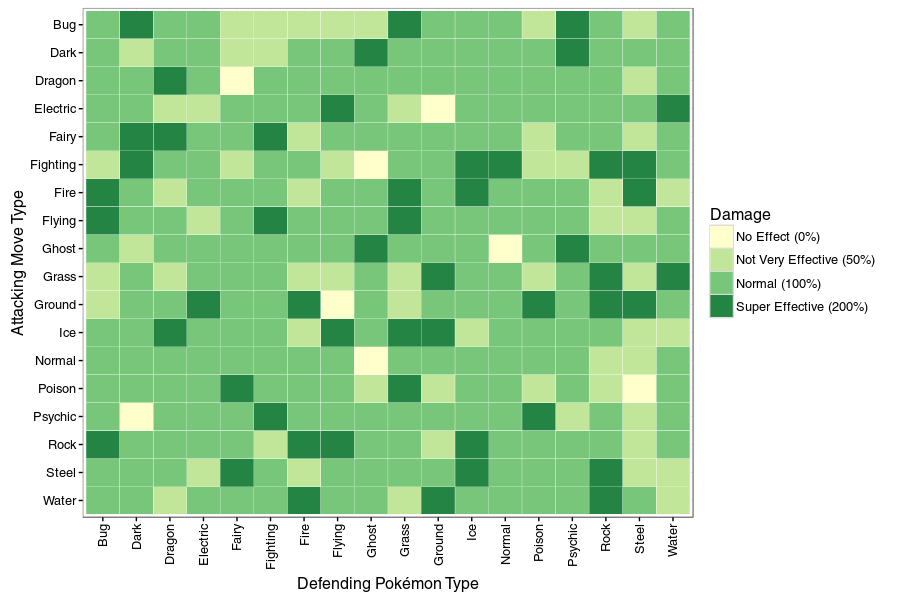 Attacking Move Type
Bug
Dark
Dragon
Electric
Fairy
Fighting
Fire
Flying
Ghost
Grass
Ground
Ice
Normal
Poison
Psychic
Rock
Steel
Water
Bug
Dark
Dragon
Electric
Fairy
Fighting
Fire
Flying
Ghost
Grass
Ground
Ice
Normal
Poison
Psychic
Rock
Steel
Water
Defending Pokémon Type
Damage
No Effect (0%)
Not Very Effective (50%)
Normal (100%)
Super Effective (200%)